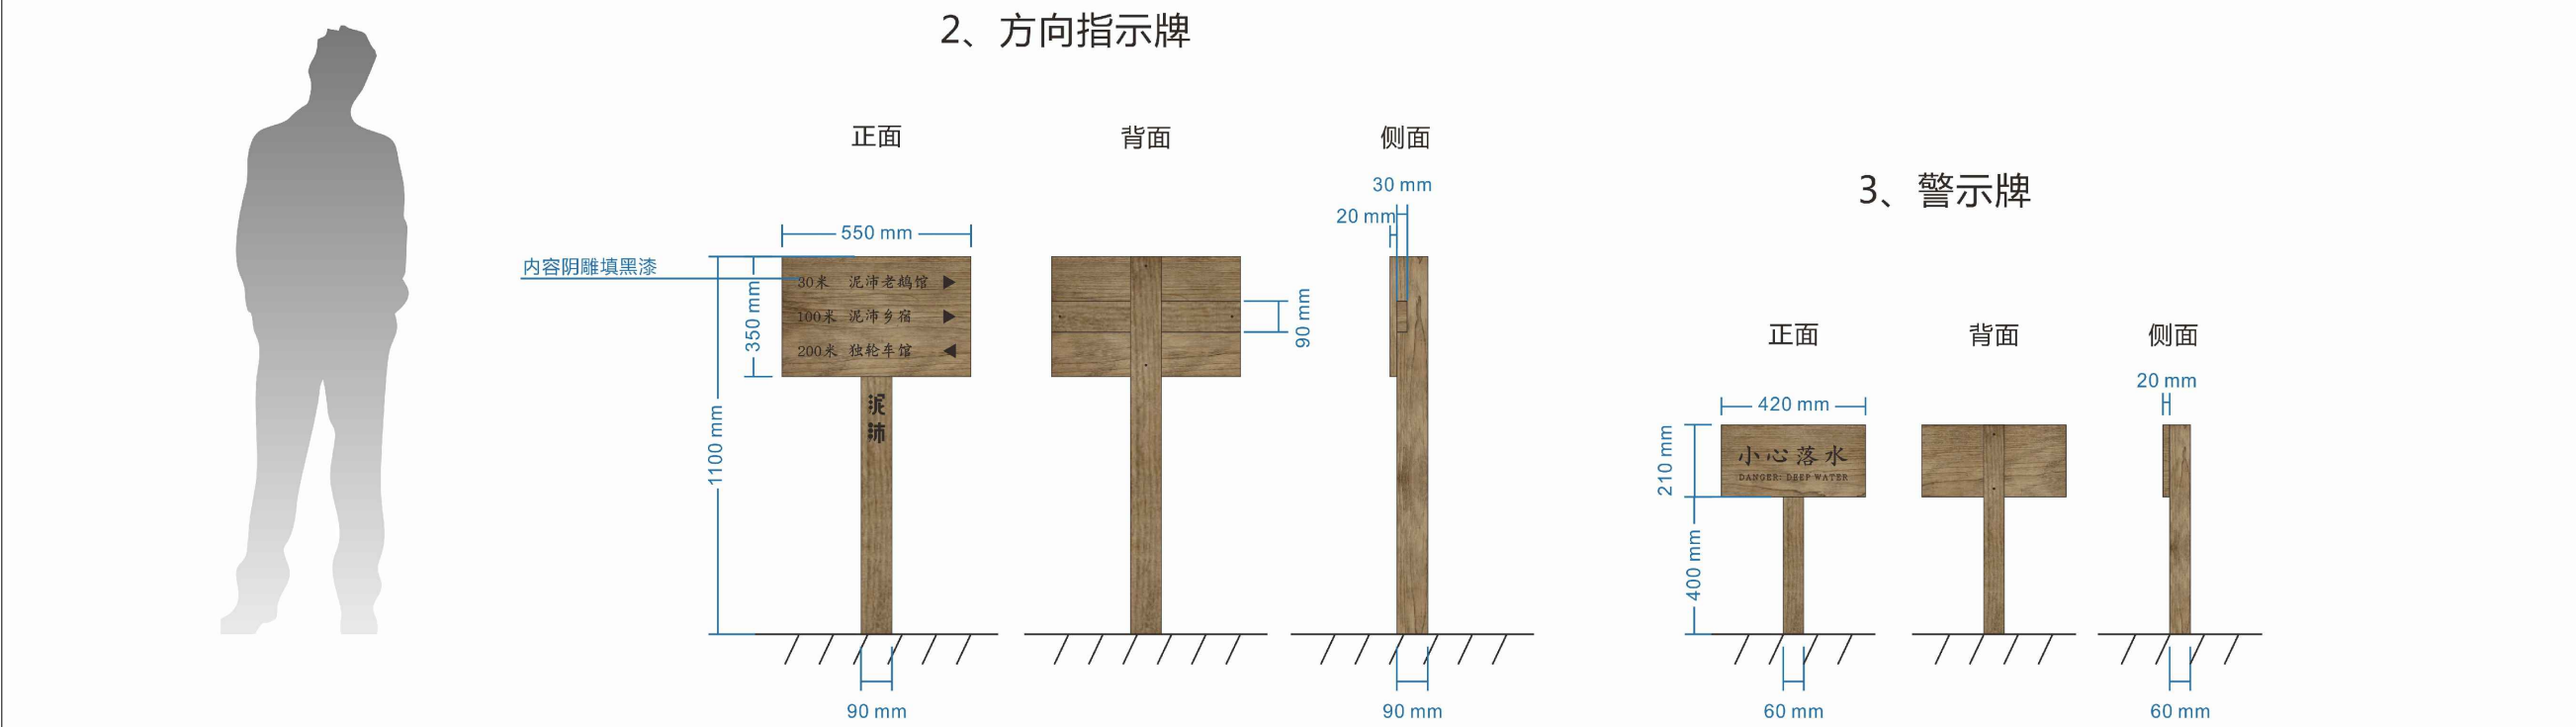 2、方向指示牌
正面
背面
侧面
30 mm
20 mm
550 mm
内容阴雕填黑漆
350 mm
1100 mm
30米 泥沛老鹅馆 ▶
100米 泥沛乡宿 ▶
200米 独轮车馆 ◀
泥沛
90 mm
90 mm
90 mm
3、警示牌
正面
背面
侧面
20 mm
420 mm
210 mm
400 mm
小心落水
DANGER: DEEP WATER
60 mm
60 mm